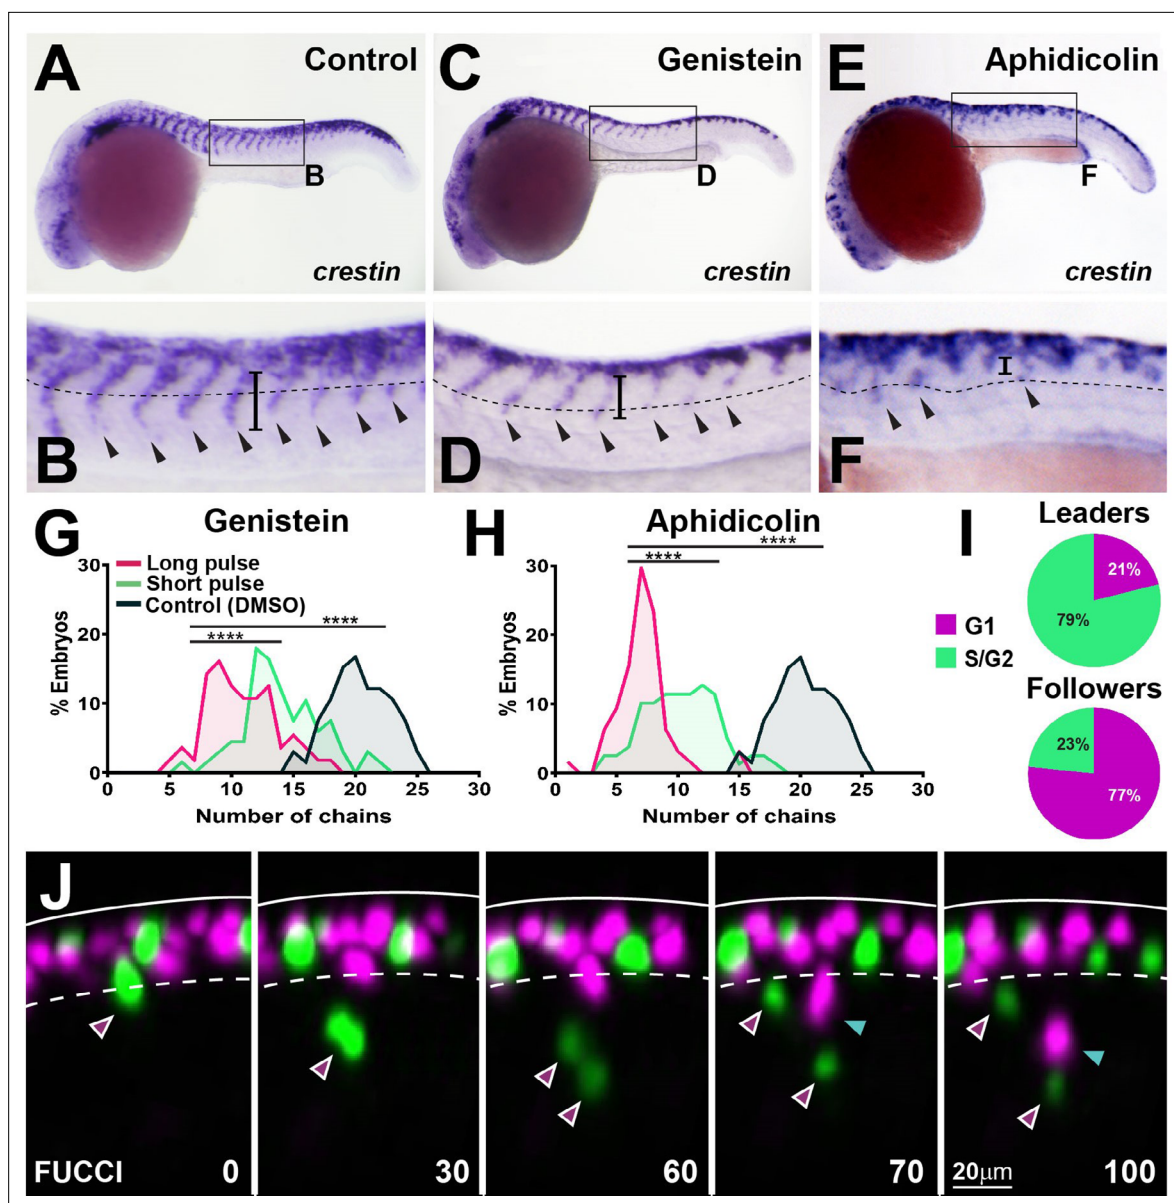 A Control
B
crestin
C Genistein
D
crestin
E Aphidicolin
F
crestin
B
D
F
G Genistein
Long pulse
Short pulse
Control (DMSO)
****
****
% Embryos
30
20
10
0
0 5 10 15 20 25 30
Number of chains
H Aphidicolin
****
****
% Embryos
30
20
10
0
0 5 10 15 20 25 30
Number of chains
I Leaders
21%
79%
G1
S/G2
Followers
23%
77%
J
FUCCI 0
30
60
70
20μm 100